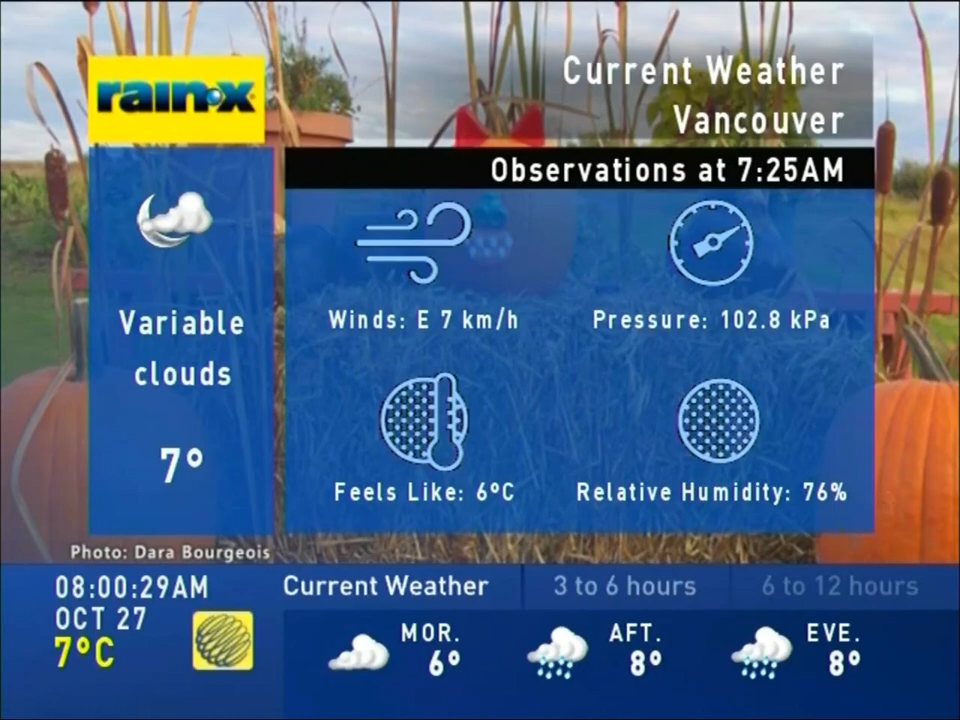 rain-x
Current Weather
Vancouver
Observations at 7:25AM
Variable
clouds
7°
Winds: E 7 km/h
Pressure: 102.8 kPa
Feels Like: 6°C
Relative Humidity: 76%
Photo: Dara Bourgeois
08:00:29AM
OCT 27
7°C
Current Weather
3 to 6 hours
6 to 12 hours
MOR.
6°
AFT.
8°
EVE.
8°